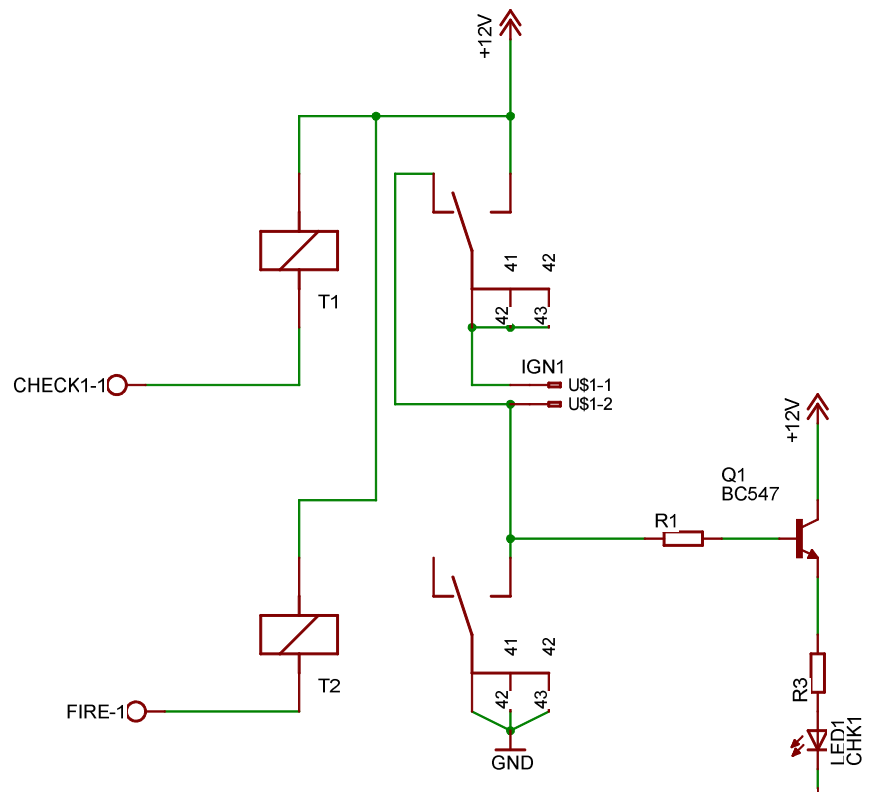 +12V
41
42
T1
42
43
IGN1
CHECK1-1
U$1-1
U$1-2
+12V
Q1
BC547
R1
41
42
T2
42
43
R3
FIRE-1
LED1
CHK1
GND